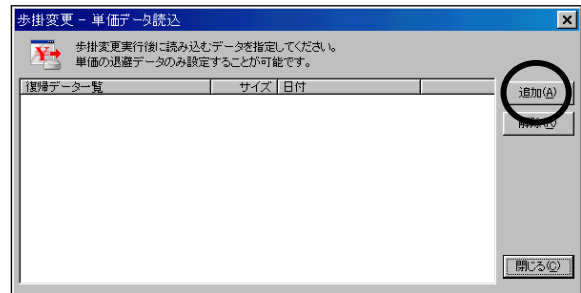 歩掛変更 － 単価データ読込
歩掛変更実行後に読み込むデータを指定してください。
単価の退避データのみ設定することが可能です。
復帰データ一覧 サイズ 日付
追加(A)
解除(R)
閉じる(C)